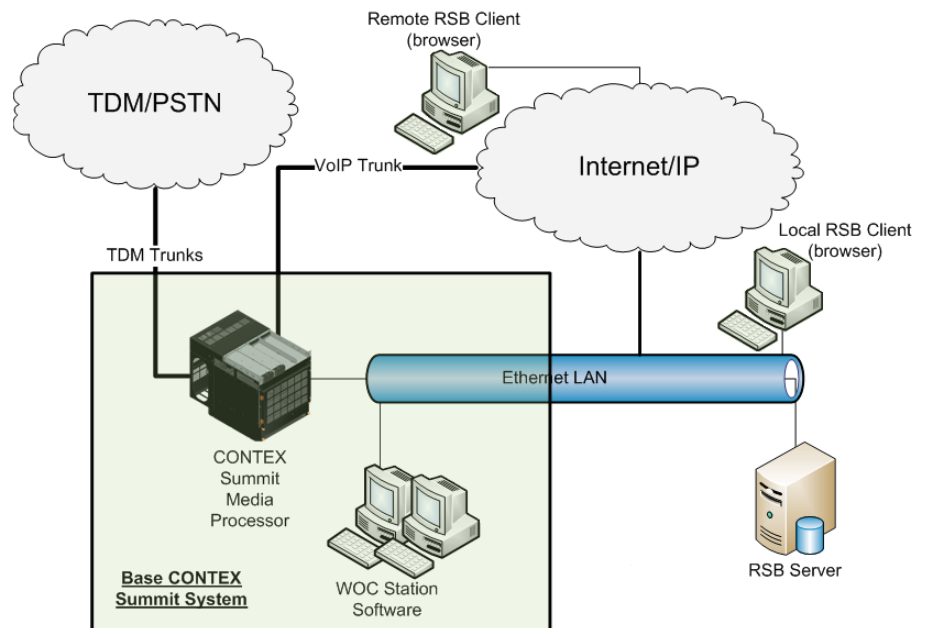 Remote RSB Client
(browser)
TDM/PSTN
Internet/IP
VoIP Trunk
Local RSB Client
(browser)
TDM Trunks
Ethernet LAN
CONTEX
Summit
Media
Processor
RSB Server
Base CONTEX
Summit System
WOC Station
Software